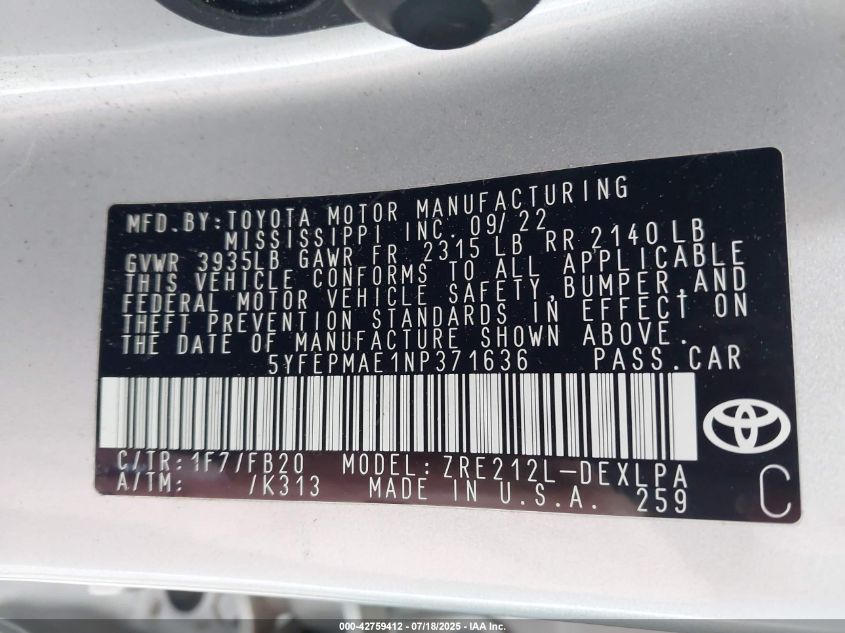 MFD.BY:TOYOTA MOTOR MANUFACTURING
MISSISSIPPI INC. 09/22
GVWR 3935LB GAWR FR 2315 LB RR 2140 LB
THIS VEHICLE CONFORMS TO ALL APPLICABLE
FEDERAL MOTOR VEHICLE SAFETY,BUMPER,AND
THEFT PREVENTION STANDARDS IN EFFECT ON
THE DATE OF MANUFACTURE SHOWN ABOVE.
5YFEPMAE1NP371636 PASS.CAR
C/TR:1F7/FB20 MODEL:ZRE212L-DEXLPA
A/TM: /K313 MADE IN U.S.A. 259 C
000-42759412 - 07/18/2025 - IAA Inc.